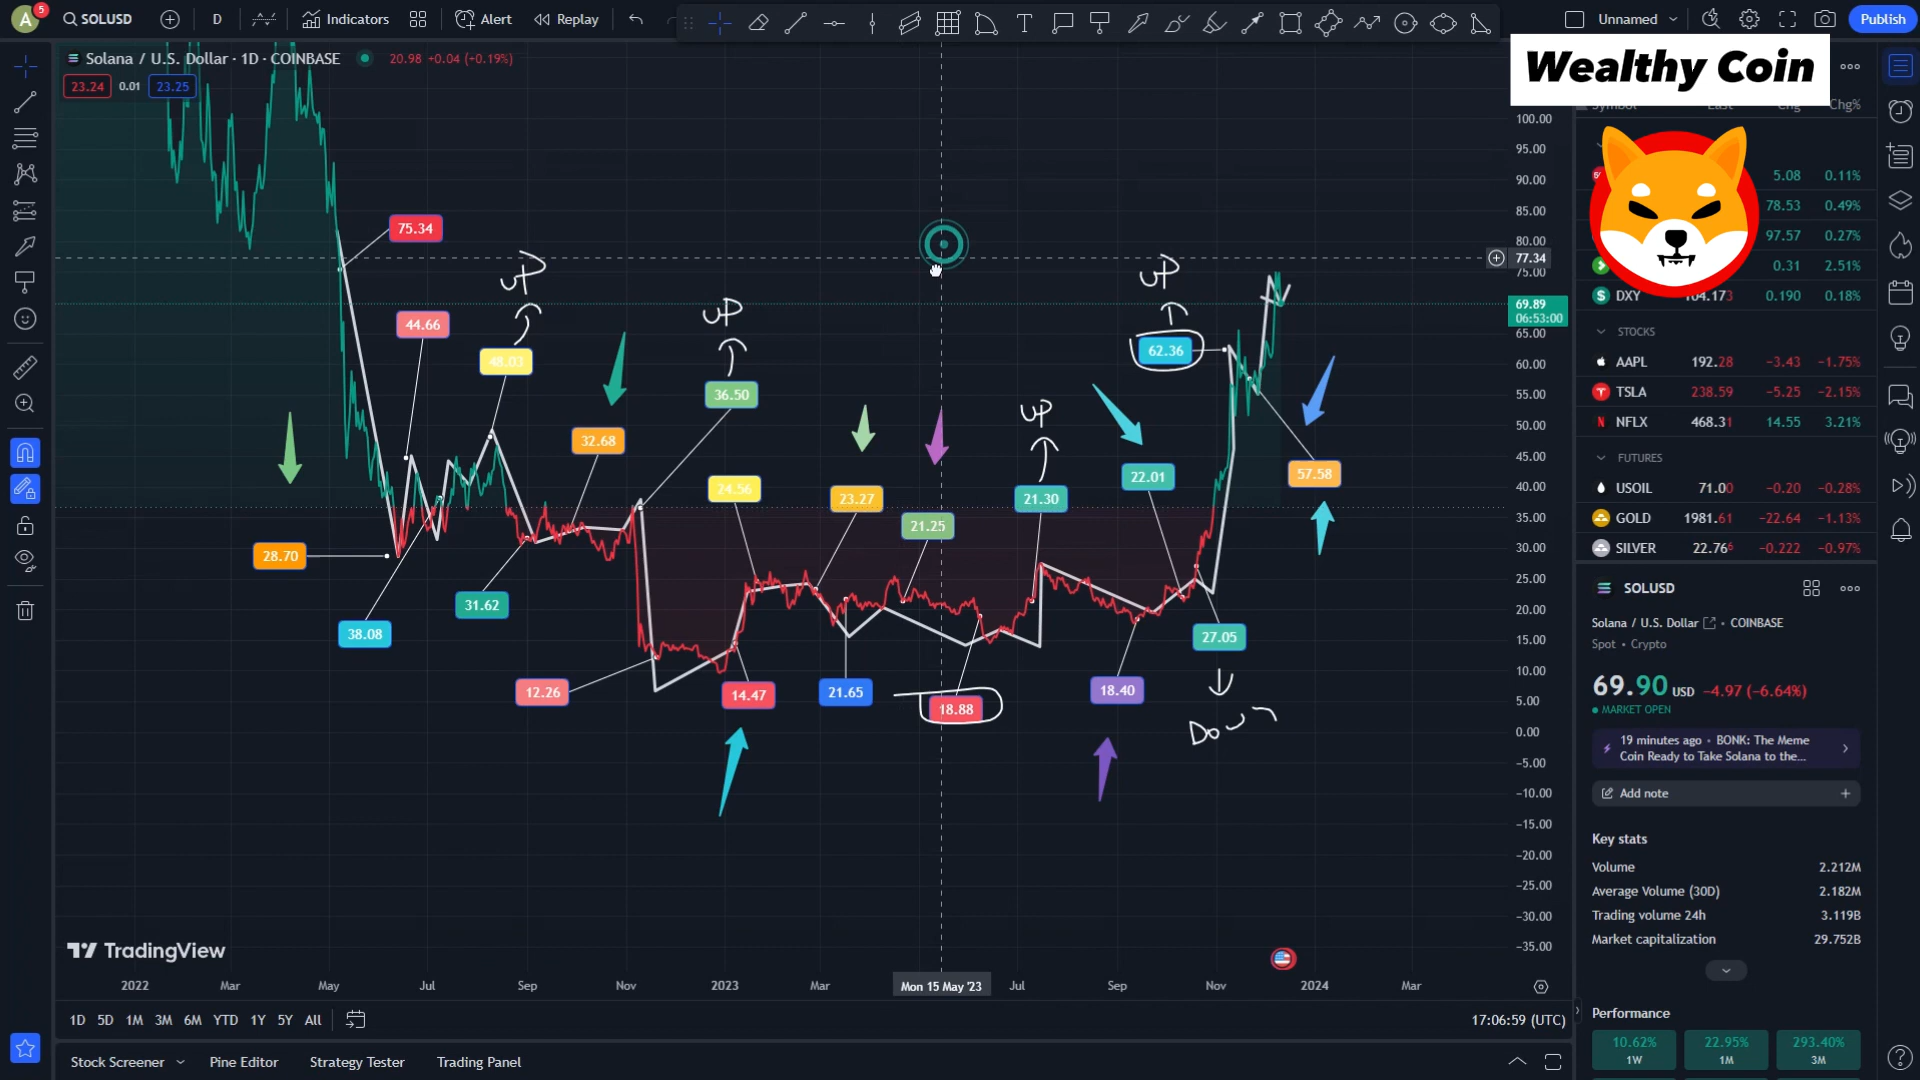 A
5
SOLUSD
D
Indicators
Alert
Replay
Unnamed
Publish
Solana / U.S. Dollar · 1D · COINBASE
20.98 +0.04 (+0.19%)
23.24
0.01
23.25
Wealthy Coin
Symbol
Last
Chg
Chg%
100.00
95.00
90.00
85.00
80.00
77.34
75.00
69.89
06:53:00
65.00
60.00
55.00
50.00
45.00
40.00
35.00
30.00
25.00
20.00
15.00
10.00
5.00
0.00
−5.00
−10.00
−15.00
−20.00
−25.00
−30.00
−35.00
75.34
44.66
UP
48.03
UP
36.50
32.68
24.56
23.27
21.25
UP
21.30
UP
62.36
22.01
57.58
28.70
38.08
31.62
12.26
14.47
21.65
18.88
18.40
27.05
Down
TradingView
2022
Mar
May
Jul
Sep
Nov
2023
Mar
Mon 15 May '23
Jul
Sep
Nov
2024
Mar
1D 5D 1M 3M 6M YTD 1Y 5Y All
17:06:59 (UTC)
Stock Screener
Pine Editor
Strategy Tester
Trading Panel
5.08 0.11%
78.53 0.49%
97.57 0.27%
0.31 2.51%
DXY 104.173 0.190 0.18%
STOCKS
AAPL 192.28 −3.43 −1.75%
TSLA 238.59 −5.25 −2.15%
NFLX 468.31 14.55 3.21%
FUTURES
USOIL 71.00 −0.20 −0.28%
GOLD 1981.61 −22.64 −1.13%
SILVER 22.766 −0.222 −0.97%
SOLUSD
Solana / U.S. Dollar • COINBASE
Spot • Crypto
69.90 USD −4.97 (−6.64%)
MARKET OPEN
19 minutes ago • BONK: The Meme
Coin Ready to Take Solana to the...
Add note
Key stats
Volume 2.212M
Average Volume (30D) 2.182M
Trading volume 24h 3.119B
Market capitalization 29.752B
Performance
10.62%
1W
22.95%
1M
293.40%
3M